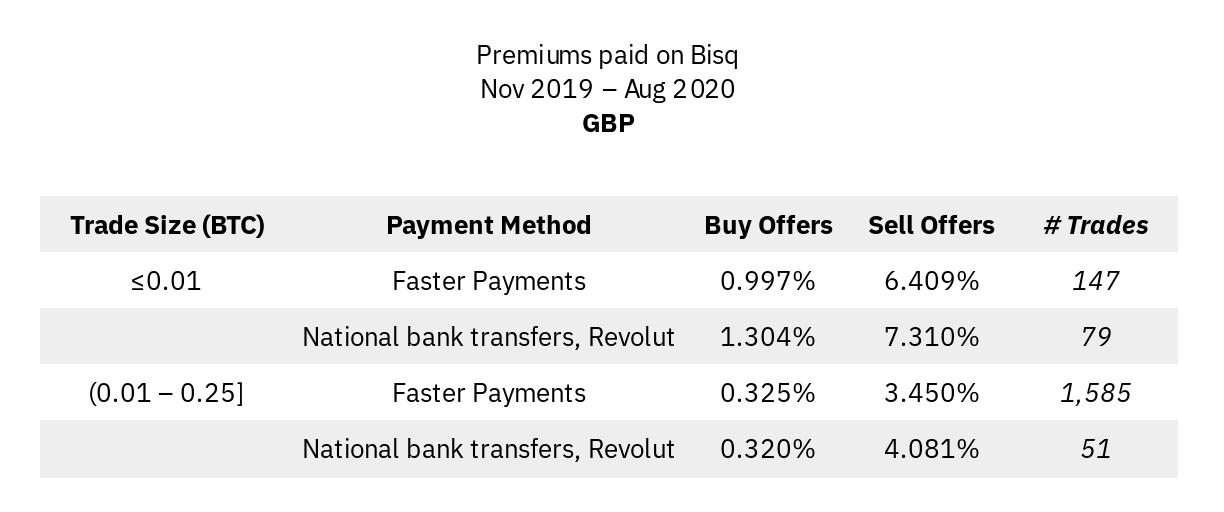 Premiums paid on Bisq
Nov 2019 – Aug 2020
GBP
Trade Size (BTC) Payment Method Buy Offers Sell Offers # Trades
≤0.01 Faster Payments 0.997% 6.409% 147
National bank transfers, Revolut 1.304% 7.310% 79
(0.01 – 0.25] Faster Payments 0.325% 3.450% 1,585
National bank transfers, Revolut 0.320% 4.081% 51